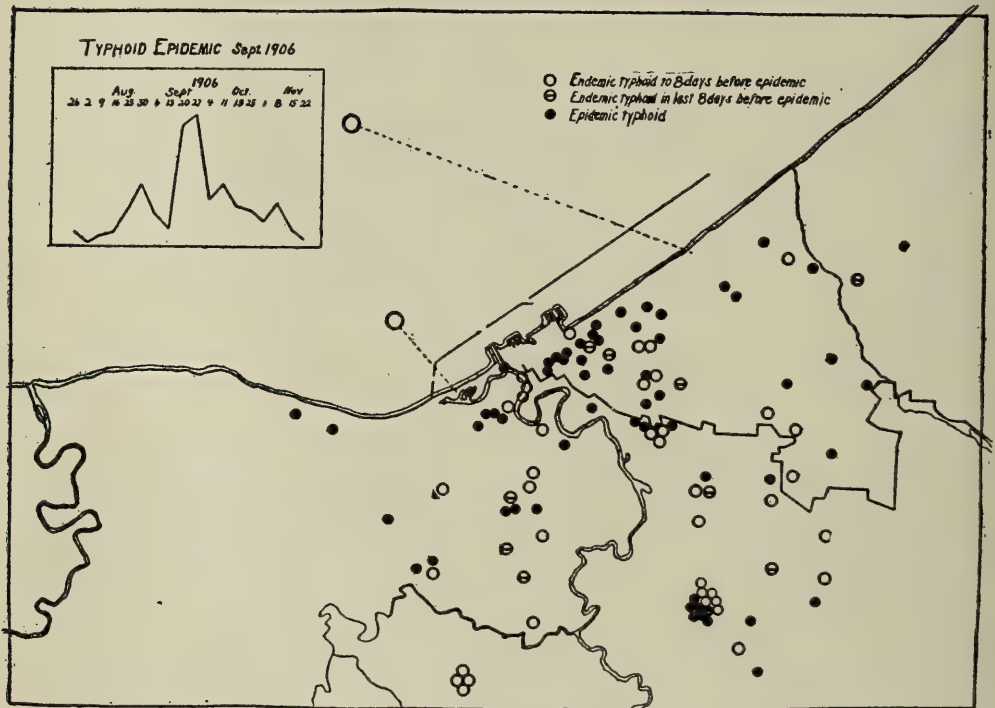 TYPHOID EPIDEMIC Sept 1906
1906
Aug. Sept Oct. Nov
26 2 9 16 23 30 6 13 20 27 4 11 18 25 1 8 15 22
Endemic typhoid to 8 days before epidemic
Endemic typhoid in last 8 days before epidemic
Epidemic typhoid